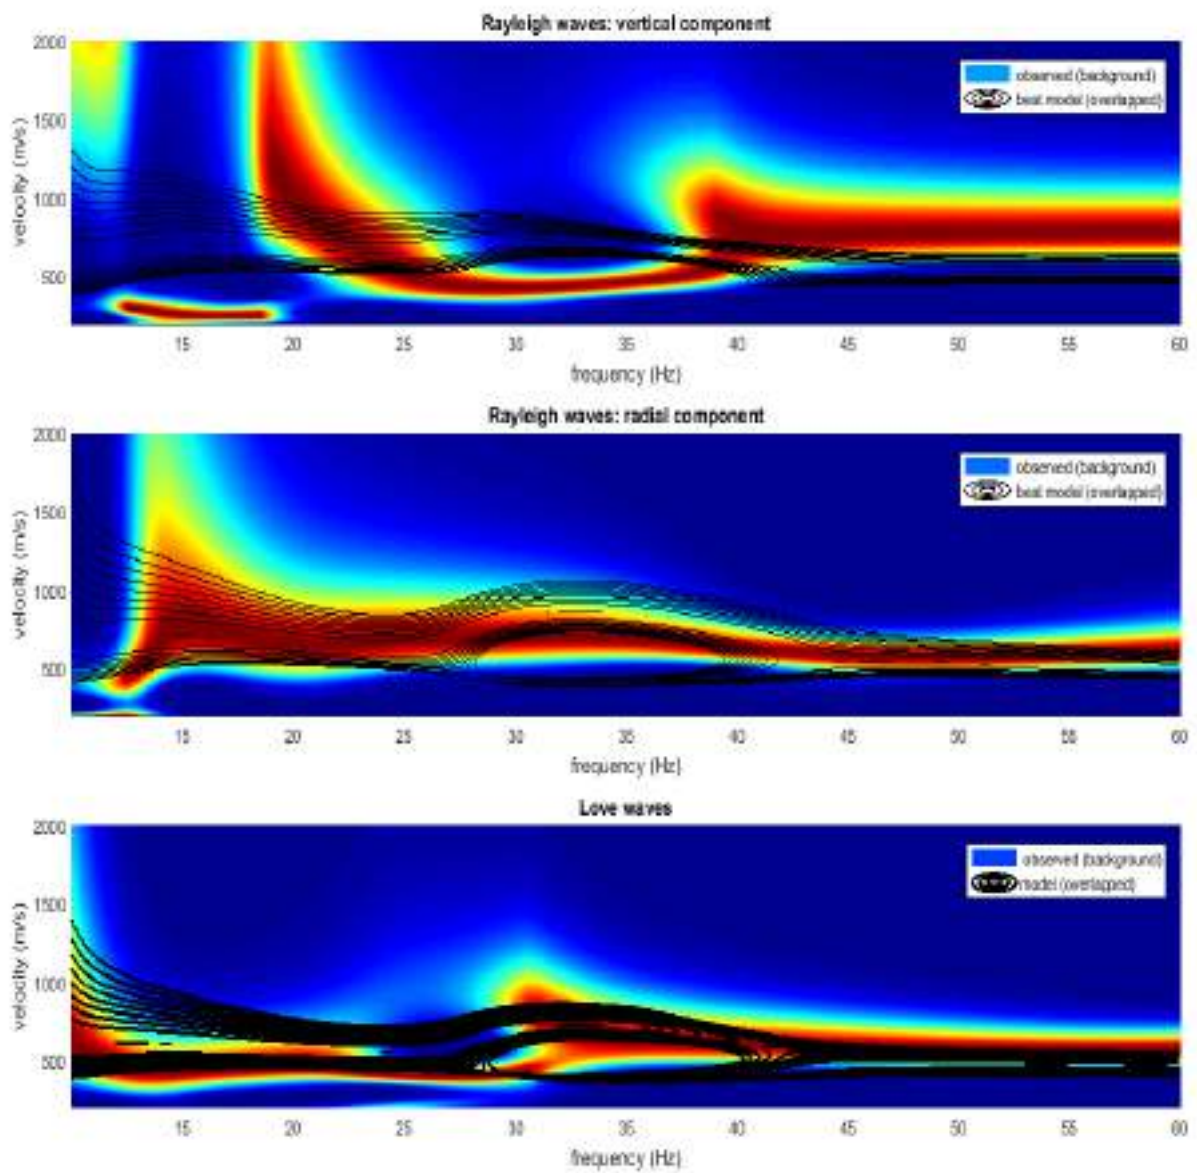 Rayleigh waves: vertical component
2000
1500
1000
500
velocity (m/s)
observed (background)
best model (overlapped)
15 20 25 30 35 40 45 50 55 60
frequency (Hz)
Rayleigh waves: radial component
2000
1500
1000
500
velocity (m/s)
observed (background)
best model (overlapped)
15 20 25 30 35 40 45 50 55 60
frequency (Hz)
Love waves
2000
1500
1000
500
velocity (m/s)
observed (background)
model (overlapped)
15 20 25 30 35 40 45 50 55 60
frequency (Hz)